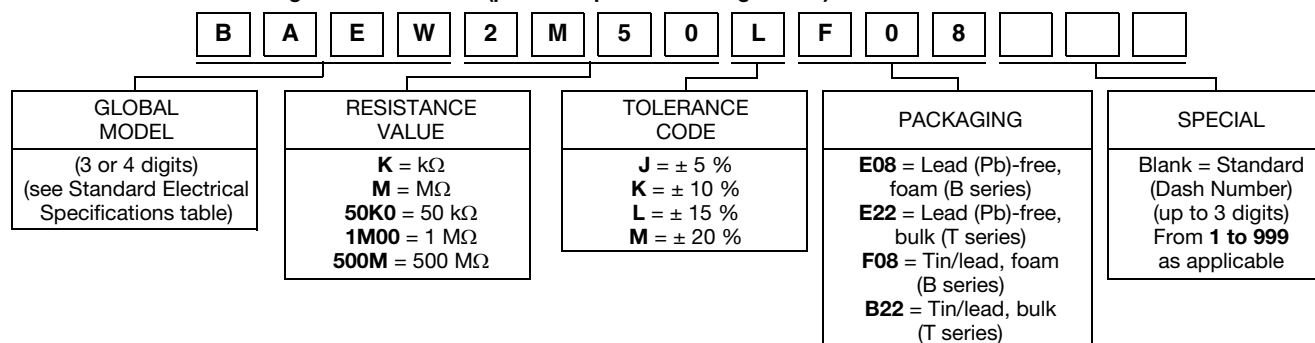 B A E W 2 M 5 0 L F 0 8
GLOBAL
MODEL
(3 or 4 digits)
(see Standard Electrical
Specifications table)
RESISTANCE
VALUE
K = kΩ
M = MΩ
50K0 = 50 kΩ
1M00 = 1 MΩ
500M = 500 MΩ
TOLERANCE
CODE
J = ± 5 %
K = ± 10 %
L = ± 15 %
M = ± 20 %
PACKAGING
E08 = Lead (Pb)-free,
foam (B series)
E22 = Lead (Pb)-free,
bulk (T series)
F08 = Tin/lead, foam
(B series)
B22 = Tin/lead, bulk
(T series)
SPECIAL
Blank = Standard
(Dash Number)
(up to 3 digits)
From 1 to 999
as applicable